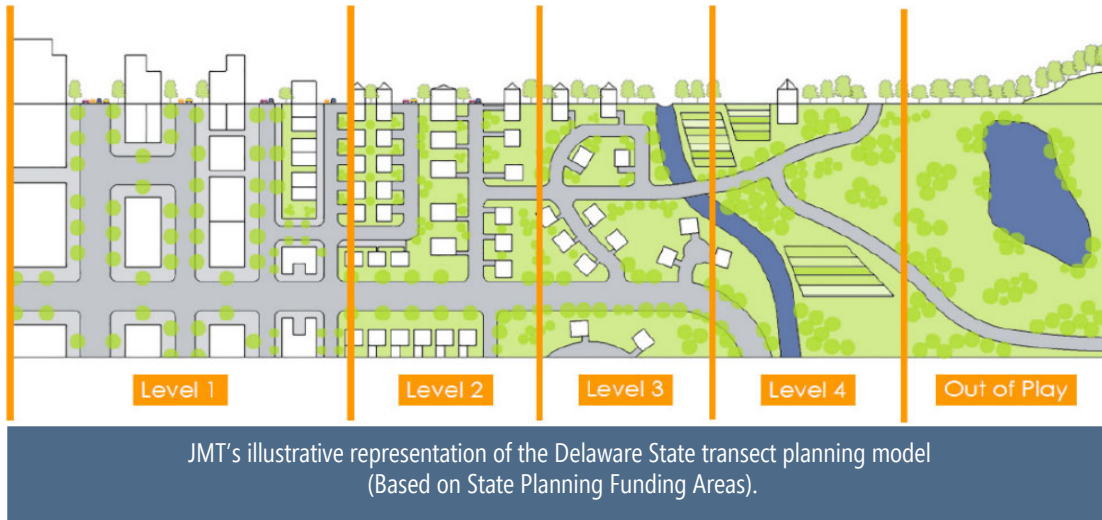 Level 1
Level 2
Level 3
Level 4
Out of Play
JMT's illustrative representation of the Delaware State transect planning model
(Based on State Planning Funding Areas).